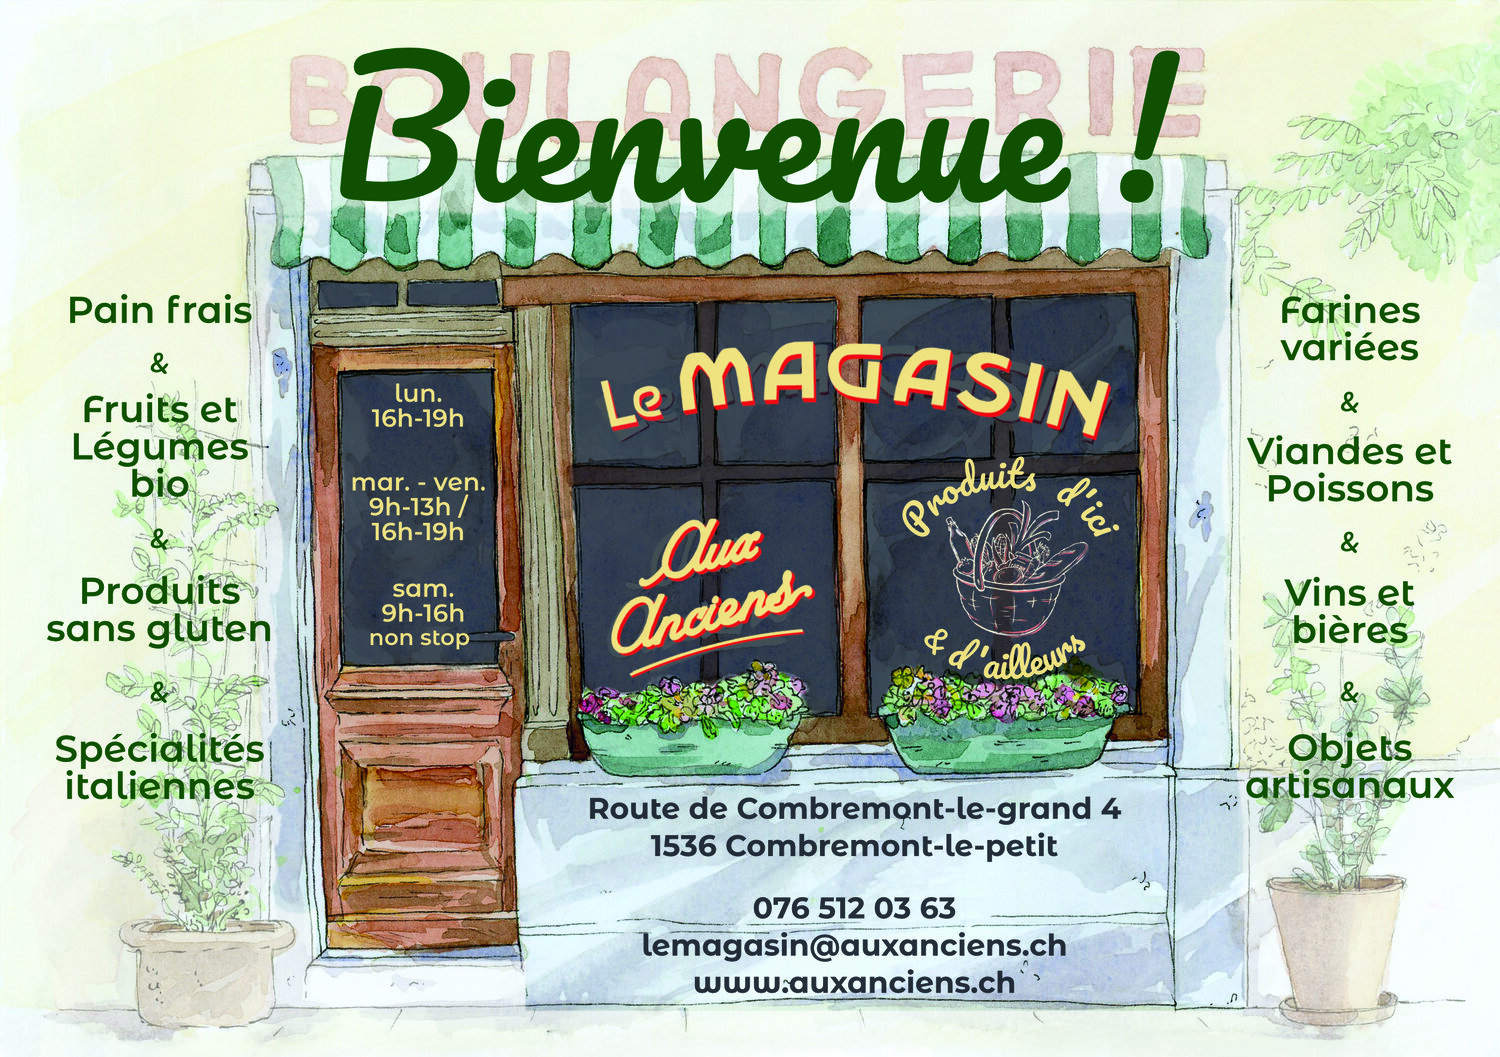 BOULANGERIE
Bienvenue !
Pain frais
&
Fruits et
Légumes
bio
&
Produits
sans gluten
&
Spécialités
italiennes
lun.
16h-19h
mar. - ven.
9h-13h /
16h-19h
sam.
9h-16h
non stop
Le MAGASIN
Aux
Anciens
Produits d'ici
& d'ailleurs
Farines
variées
&
Viandes et
Poissons
&
Vins et
bières
&
Objets
artisanaux
Route de Combremont-le-grand 4
1536 Combremont-le-petit
076 512 03 63
lemagasin@auxanciens.ch
www.auxanciens.ch